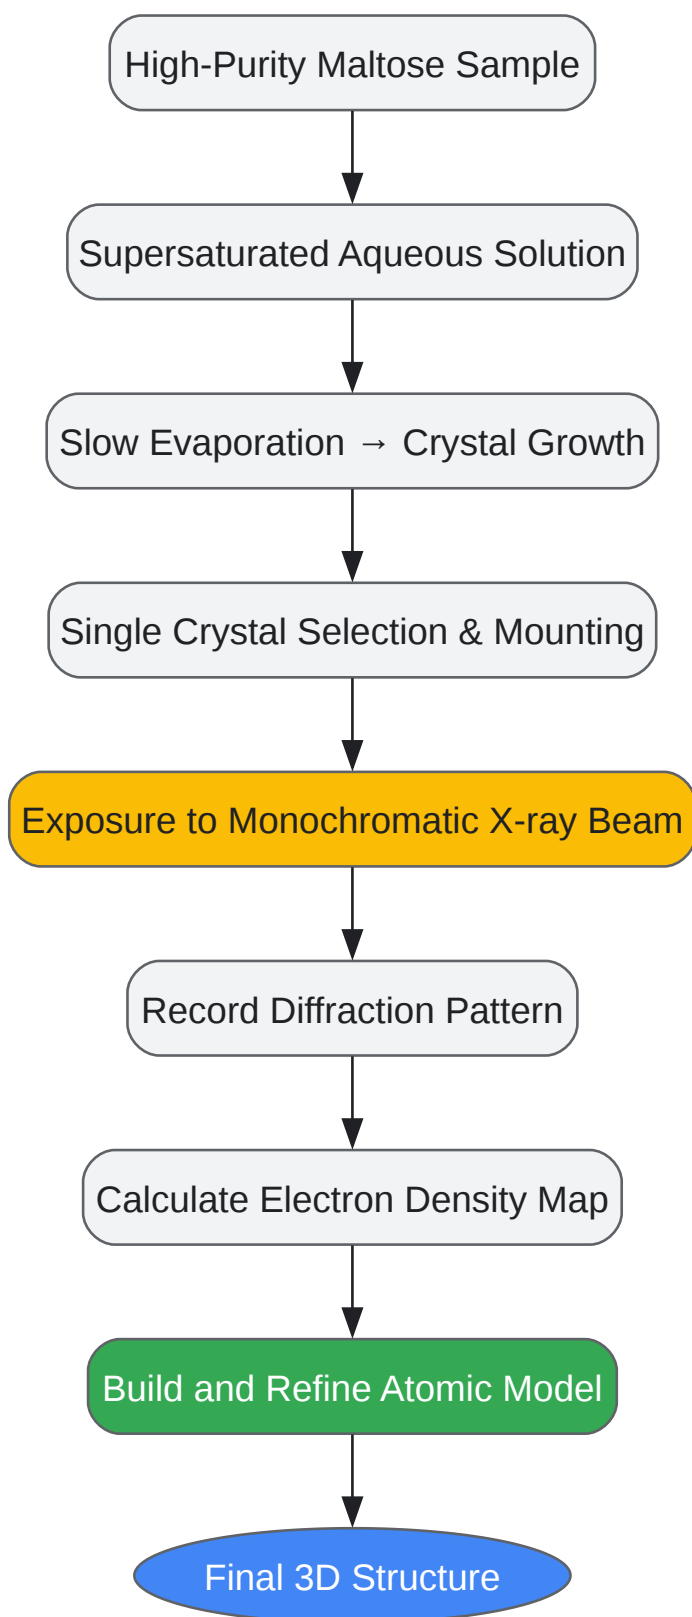 High-Purity Maltose Sample
Supersaturated Aqueous Solution
Slow Evaporation → Crystal Growth
Single Crystal Selection & Mounting
Exposure to Monochromatic X-ray Beam
Record Diffraction Pattern
Calculate Electron Density Map
Build and Refine Atomic Model
Final 3D Structure